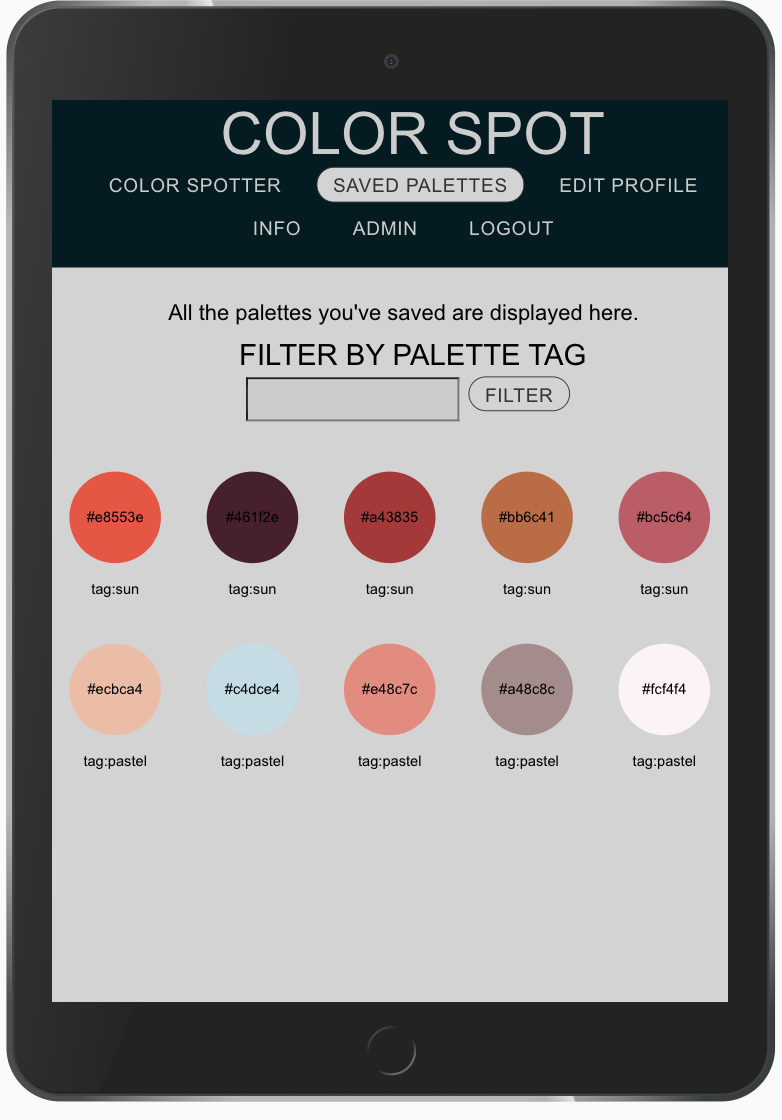 COLOR SPOT
COLOR SPOTTER SAVED PALETTES EDIT PROFILE
INFO ADMIN LOGOUT
All the palettes you've saved are displayed here.
FILTER BY PALETTE TAG
FILTER
#e8553e #461f2e #a43835 #bb6c41 #bc5c64
tag:sun tag:sun tag:sun tag:sun tag:sun
#ecbca4 #c4dce4 #e48c7c #a48c8c #fcf4f4
tag:pastel tag:pastel tag:pastel tag:pastel tag:pastel